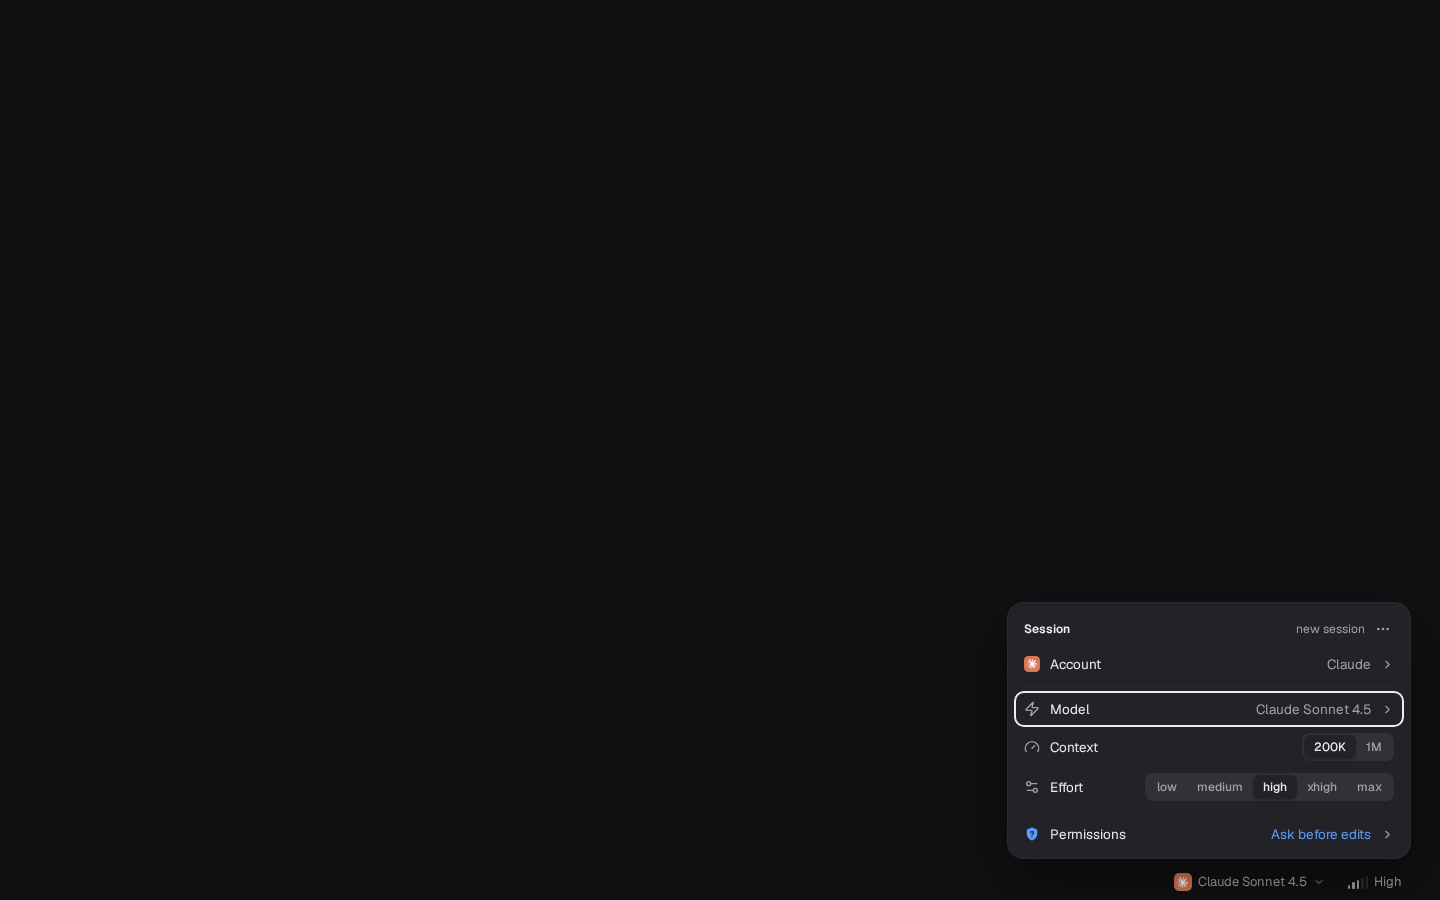 Session new session
Account Claude
Model Claude Sonnet 4.5
Context 200K 1M
Effort low medium high xhigh max
Permissions Ask before edits
Claude Sonnet 4.5 High